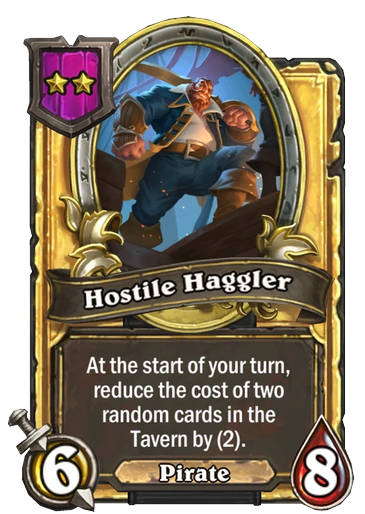 Hostile Haggler
At the start of your turn,
reduce the cost of two
random cards in the
Tavern by (2).
Pirate
6
8